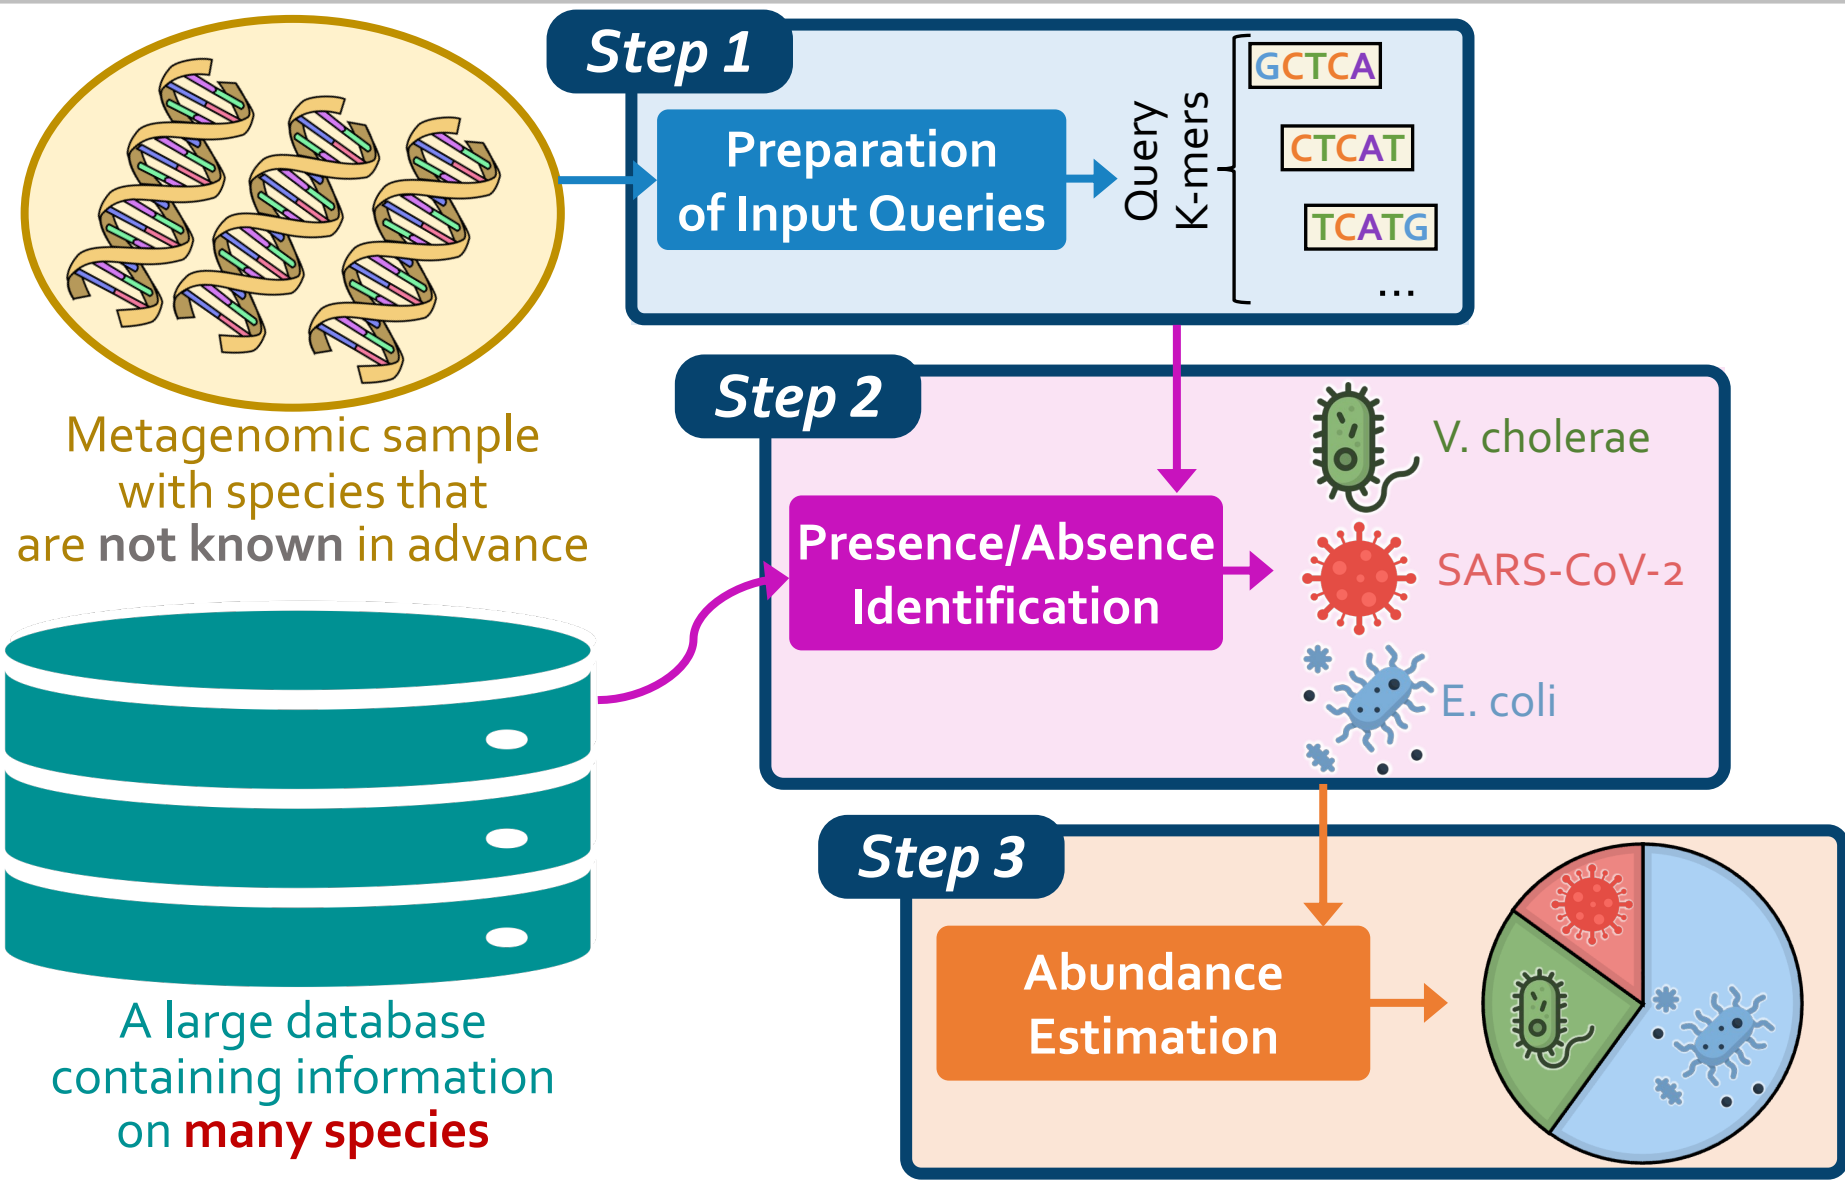 Step 1
Preparation
of Input Queries
Query
K-mers
GCTCA
CTCAT
TCATG
...
Metagenomic sample
with species that
are not known in advance
Step 2
Presence/Absence
Identification
V. cholerae
SARS-CoV-2
E. coli
A large database
containing information
on many species
Step 3
Abundance
Estimation